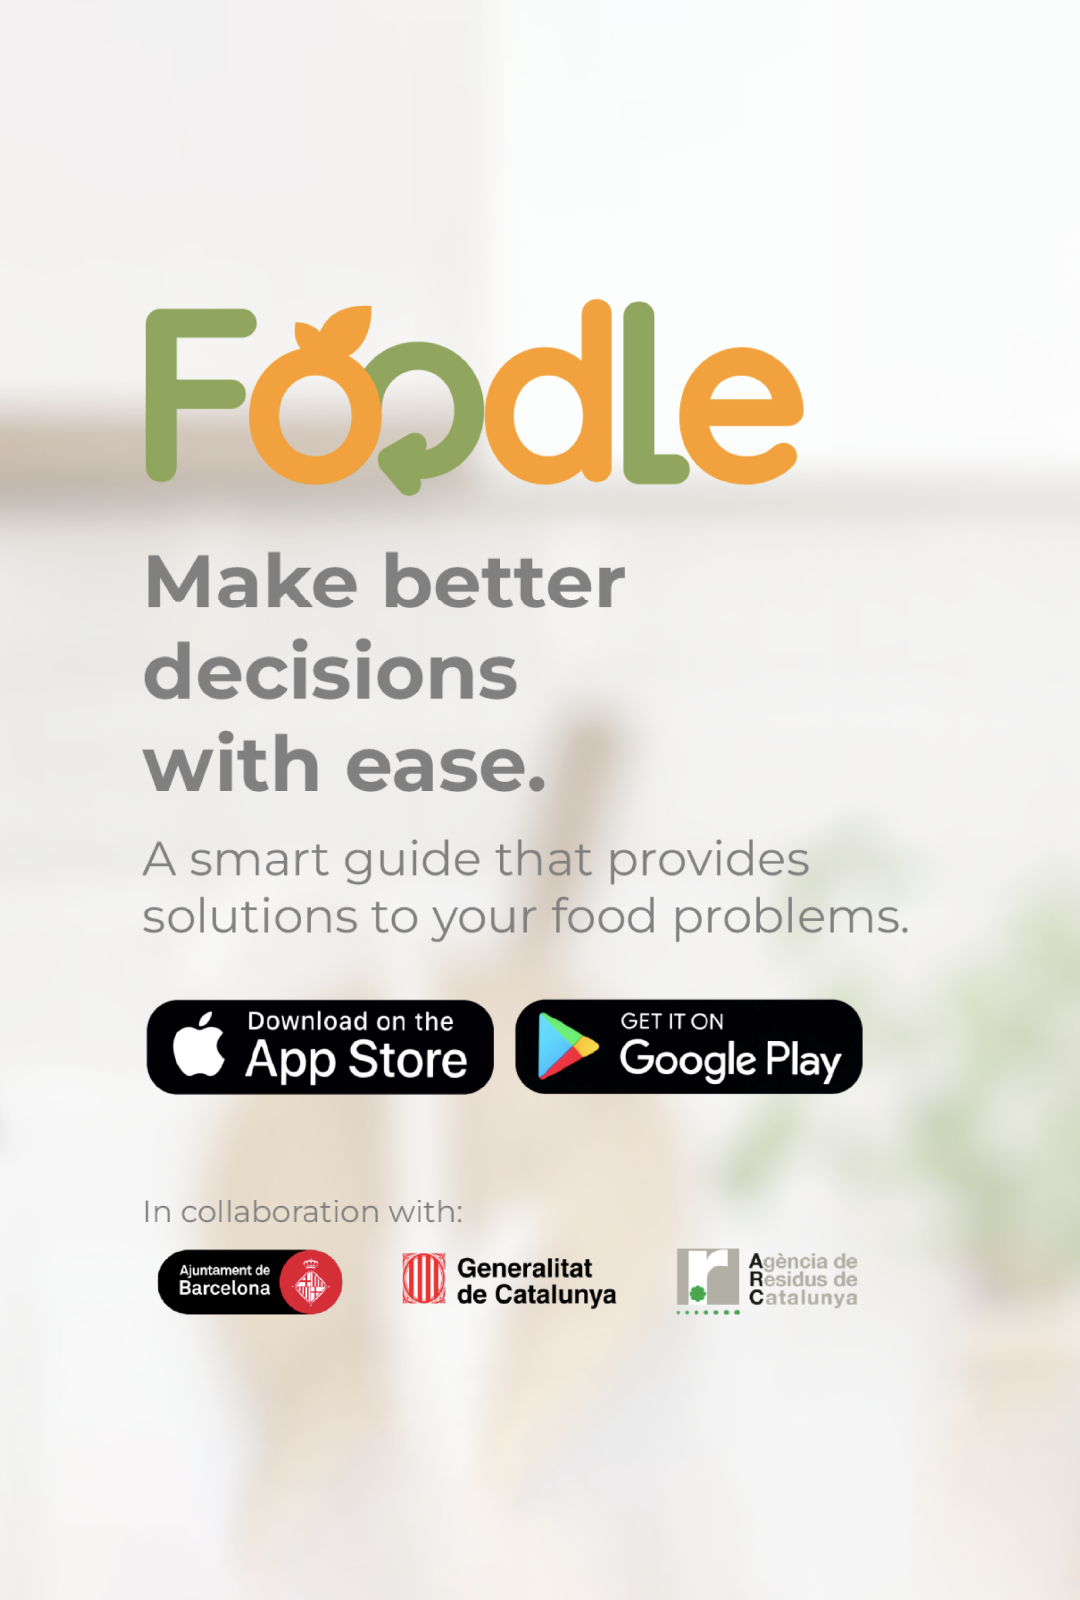 Foodle
Make better
decisions
with ease.
A smart guide that provides
solutions to your food problems.
Download on the
App Store
GET IT ON
Google Play
In collaboration with:
Ajuntament de
Barcelona
Generalitat
de Catalunya
r
Agència de
Residus de
Catalunya